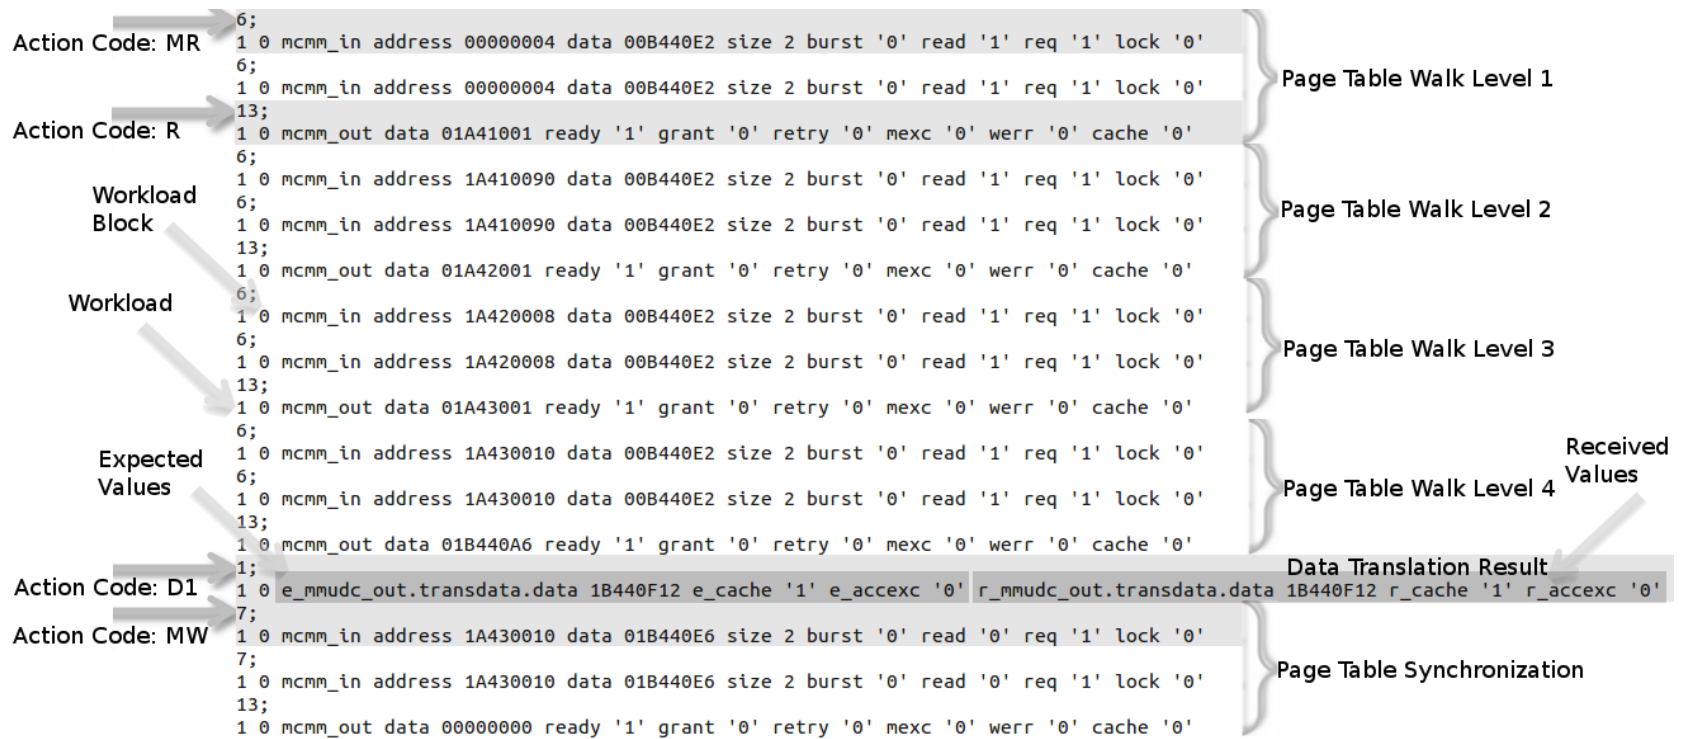 6;
Action Code: MR
1 0 mcmm_in address 00000004 data 00B440E2 size 2 burst '0' read '1' req '1' lock '0'
6;
Page Table Walk Level 1
1 0 mcmm_in address 00000004 data 00B440E2 size 2 burst '0' read '1' req '1' lock '0'
13;
Action Code: R
1 0 mcmm_out data 01A41001 ready '1' grant '0' retry '0' mexc '0' werr '0' cache '0'
6;
1 0 mcmm_in address 1A410090 data 00B440E2 size 2 burst '0' read '1' req '1' lock '0'
Workload
Block
6;
Page Table Walk Level 2
1 0 mcmm_in address 1A410090 data 00B440E2 size 2 burst '0' read '1' req '1' lock '0'
13;
1 0 mcmm_out data 01A42001 ready '1' grant '0' retry '0' mexc '0' werr '0' cache '0'
6;
Workload
1 0 mcmm_in address 1A420008 data 00B440E2 size 2 burst '0' read '1' req '1' lock '0'
6;
Page Table Walk Level 3
1 0 mcmm_in address 1A420008 data 00B440E2 size 2 burst '0' read '1' req '1' lock '0'
13;
1 0 mcmm_out data 01A43001 ready '1' grant '0' retry '0' mexc '0' werr '0' cache '0'
6;
1 0 mcmm_in address 1A430010 data 00B440E2 size 2 burst '0' read '1' req '1' lock '0'
Expected
Values
Received
Values
6;
Page Table Walk Level 4
1 0 mcmm_in address 1A430010 data 00B440E2 size 2 burst '0' read '1' req '1' lock '0'
13;
1 0 mcmm_out data 01B440A6 ready '1' grant '0' retry '0' mexc '0' werr '0' cache '0'
1;
Data Translation Result
Action Code: D1
1 0 e_mmudc_out.transdata.data 1B440F12 e_cache '1' e_accexc '0' r_mmudc_out.transdata.data 1B440F12 r_cache '1' r_accexc '0'
7;
Action Code: MW
1 0 mcmm_in address 1A430010 data 01B440E6 size 2 burst '0' read '0' req '1' lock '0'
7;
Page Table Synchronization
1 0 mcmm_in address 1A430010 data 01B440E6 size 2 burst '0' read '0' req '1' lock '0'
13;
1 0 mcmm_out data 00000000 ready '1' grant '0' retry '0' mexc '0' werr '0' cache '0'